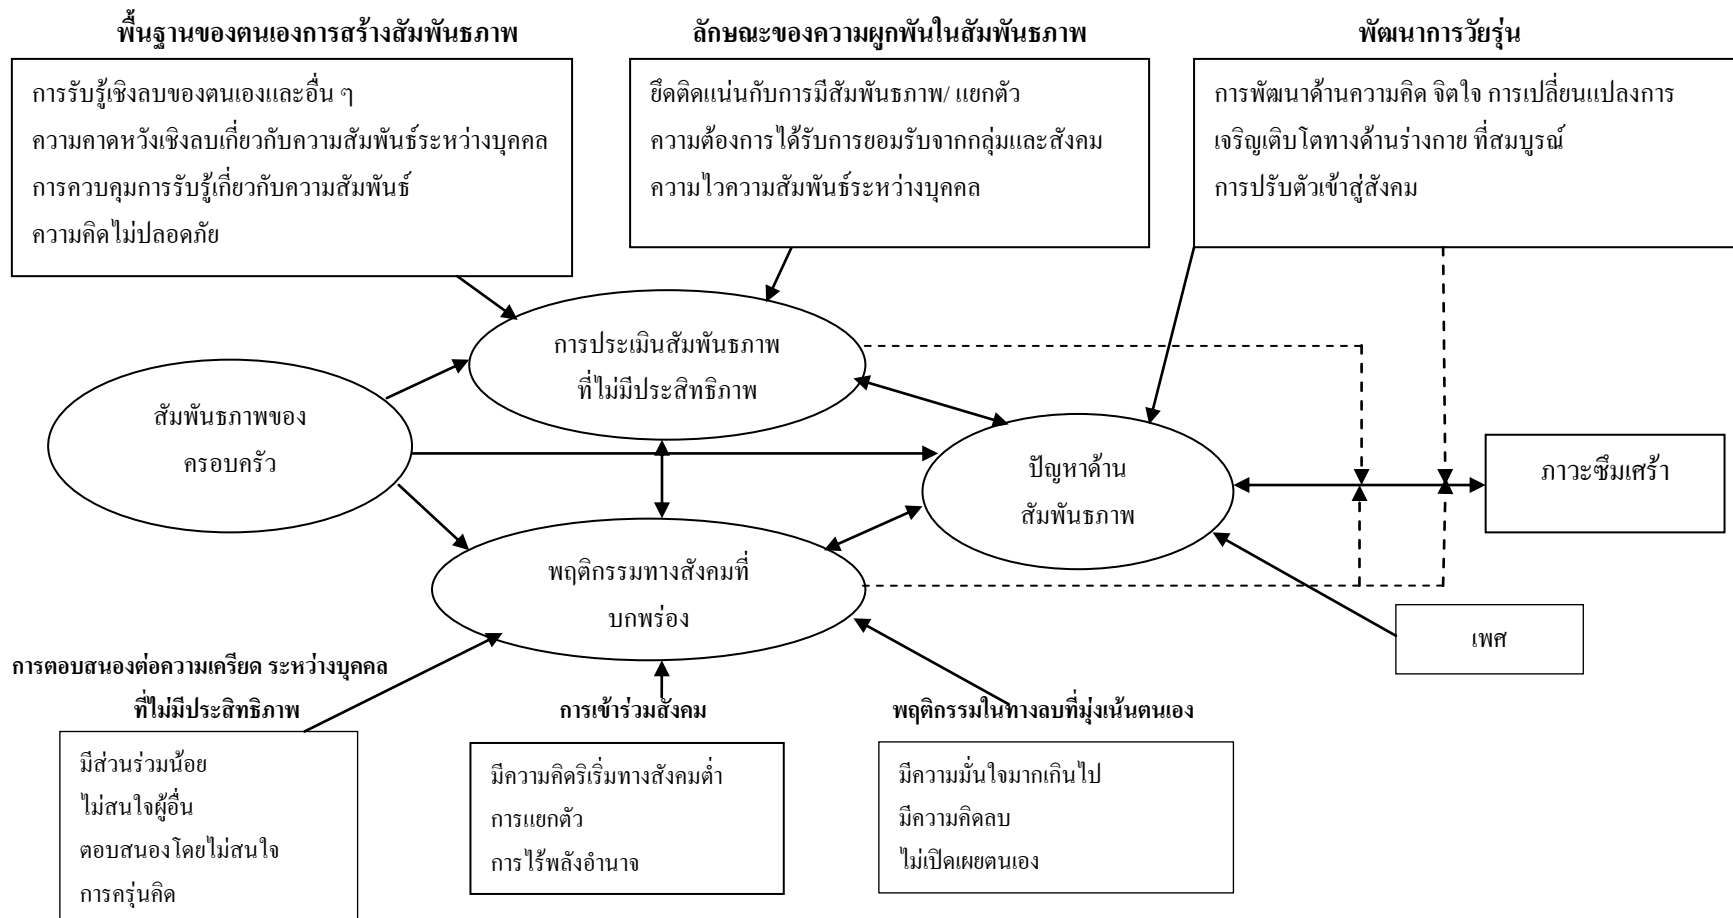 พื้นฐานของตนเองการสร้างสัมพันธภาพ
การรับรู้เชิงลบของตนเองและอื่น ๆ
ความคาดหวังเชิงลบเกี่ยวกับความสัมพันธ์ระหว่างบุคคล
การควบคุมการรับรู้เกี่ยวกับความสัมพันธ์
ความคิดไม่ปลอดภัย
ลักษณะของความผูกพันในสัมพันธภาพ
ยึดติดแน่นกับการมีสัมพันธภาพ/ แยกตัว
ความต้องการได้รับการยอมรับจากกลุ่มและสังคม
ความไวความสัมพันธ์ระหว่างบุคคล
พัฒนาการวัยรุ่น
การพัฒนาด้านความคิด จิตใจ การเปลี่ยนแปลงการ
เจริญเติบโตทางด้านร่างกาย ที่สมบูรณ์
การปรับตัวเข้าสู่สังคม
การประเมินสัมพันธภาพ
ที่ไม่มีประสิทธิภาพ
สัมพันธภาพของ
ครอบครัว
ปัญหาด้าน
สัมพันธภาพ
ภาวะซึมเศร้า
พฤติกรรมทางสังคมที่
บกพร่อง
เพศ
การตอบสนองต่อความเครียด ระหว่างบุคคล
ที่ไม่มีประสิทธิภาพ
มีส่วนร่วมน้อย
ไม่สนใจผู้อื่น
ตอบสนองโดยไม่สนใจ
การครุ่นคิด
การเข้าร่วมสังคม
มีความคิดริเริ่มทางสังคมต่ำ
การแยกตัว
การไร้พลังอำนาจ
พฤติกรรมในทางลบที่มุ่งเน้นตนเอง
มีความมั่นใจมากเกินไป
มีความคิดลบ
ไม่เปิดเผยตนเอง